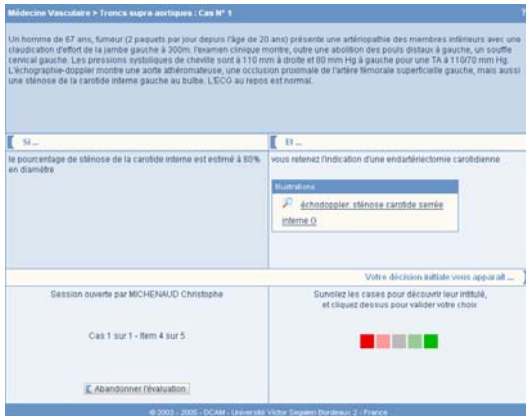 Médecine Vasculaire > Troncs supra-aortiques : Cas N° 1
?
Un homme de 67 ans, fumeur (2 paquets par jour depuis l'âge de 20 ans) présente une artériopathie des membres inférieurs avec une
claudication d'effort de la jambe gauche à 300m. l'examen clinique montre, outre une abolition des pouls distaux à gauche, un souffle
cervical gauche. Les pressions systoliques de cheville sont à 110 mm à droite et 80 mm Hg à gauche pour une TA à 110/70 mm Hg.
L'échographie-doppler montre une aorte athéromateuse, une occlusion proximale de l'artère fémorale superficielle gauche, mais aussi
une sténose de la carotide interne gauche au bulbe. L'ECG au repos est normal.
Si ...
Et ...
le pourcentage de sténose de la carotide interne est estimé à 80%
en diamètre
vous retenez l'indication d'une endartériectomie carotidienne
Illustrations
échodoppler: sténose carotide serrée
interne G
Votre décision initiale vous apparait ...
Session ouverte par MICHENAUD Christophe
Cas 1 sur 1 - Item 4 sur 5
Abandonner l'évaluation
Survolez les cases pour découvrir leur intitulé,
et cliquez dessus pour valider votre choix
© 2003 - 2005 - DCAM - Université Victor Segalen Bordeaux 2 - France